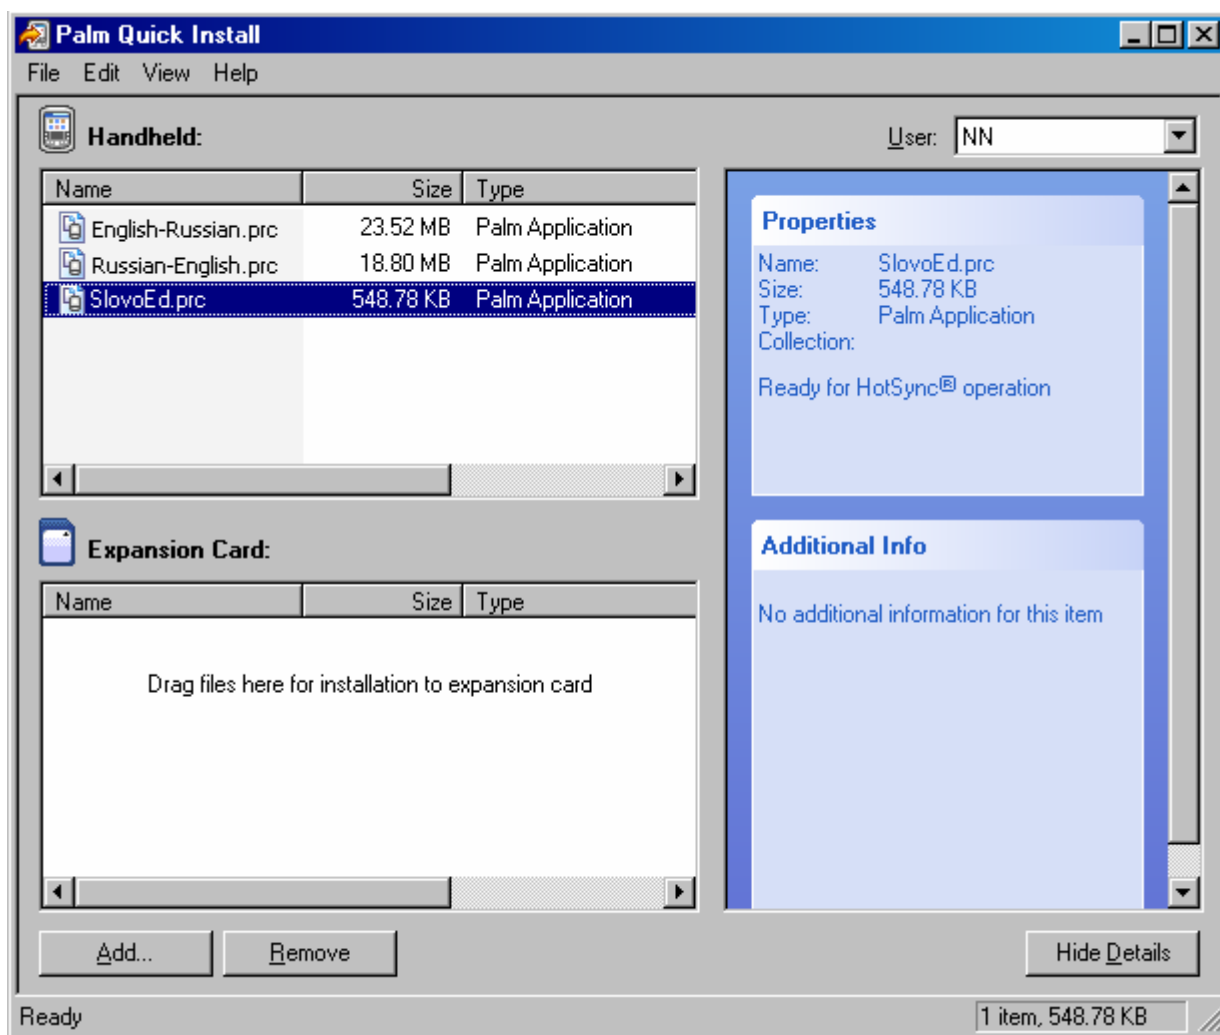 Palm Quick Install
File Edit View Help
Handheld:
User: NN
Name Size Type
English-Russian.prc 23.52 MB Palm Application
Russian-English.prc 18.80 MB Palm Application
SlovoEd.prc 548.78 KB Palm Application
Properties
Name: SlovoEd.prc
Size: 548.78 KB
Type: Palm Application
Collection:
Ready for HotSync® operation
Expansion Card:
Name Size Type
Drag files here for installation to expansion card
Additional Info
No additional information for this item
Add... Remove Hide Details
Ready 1 item, 548.78 KB